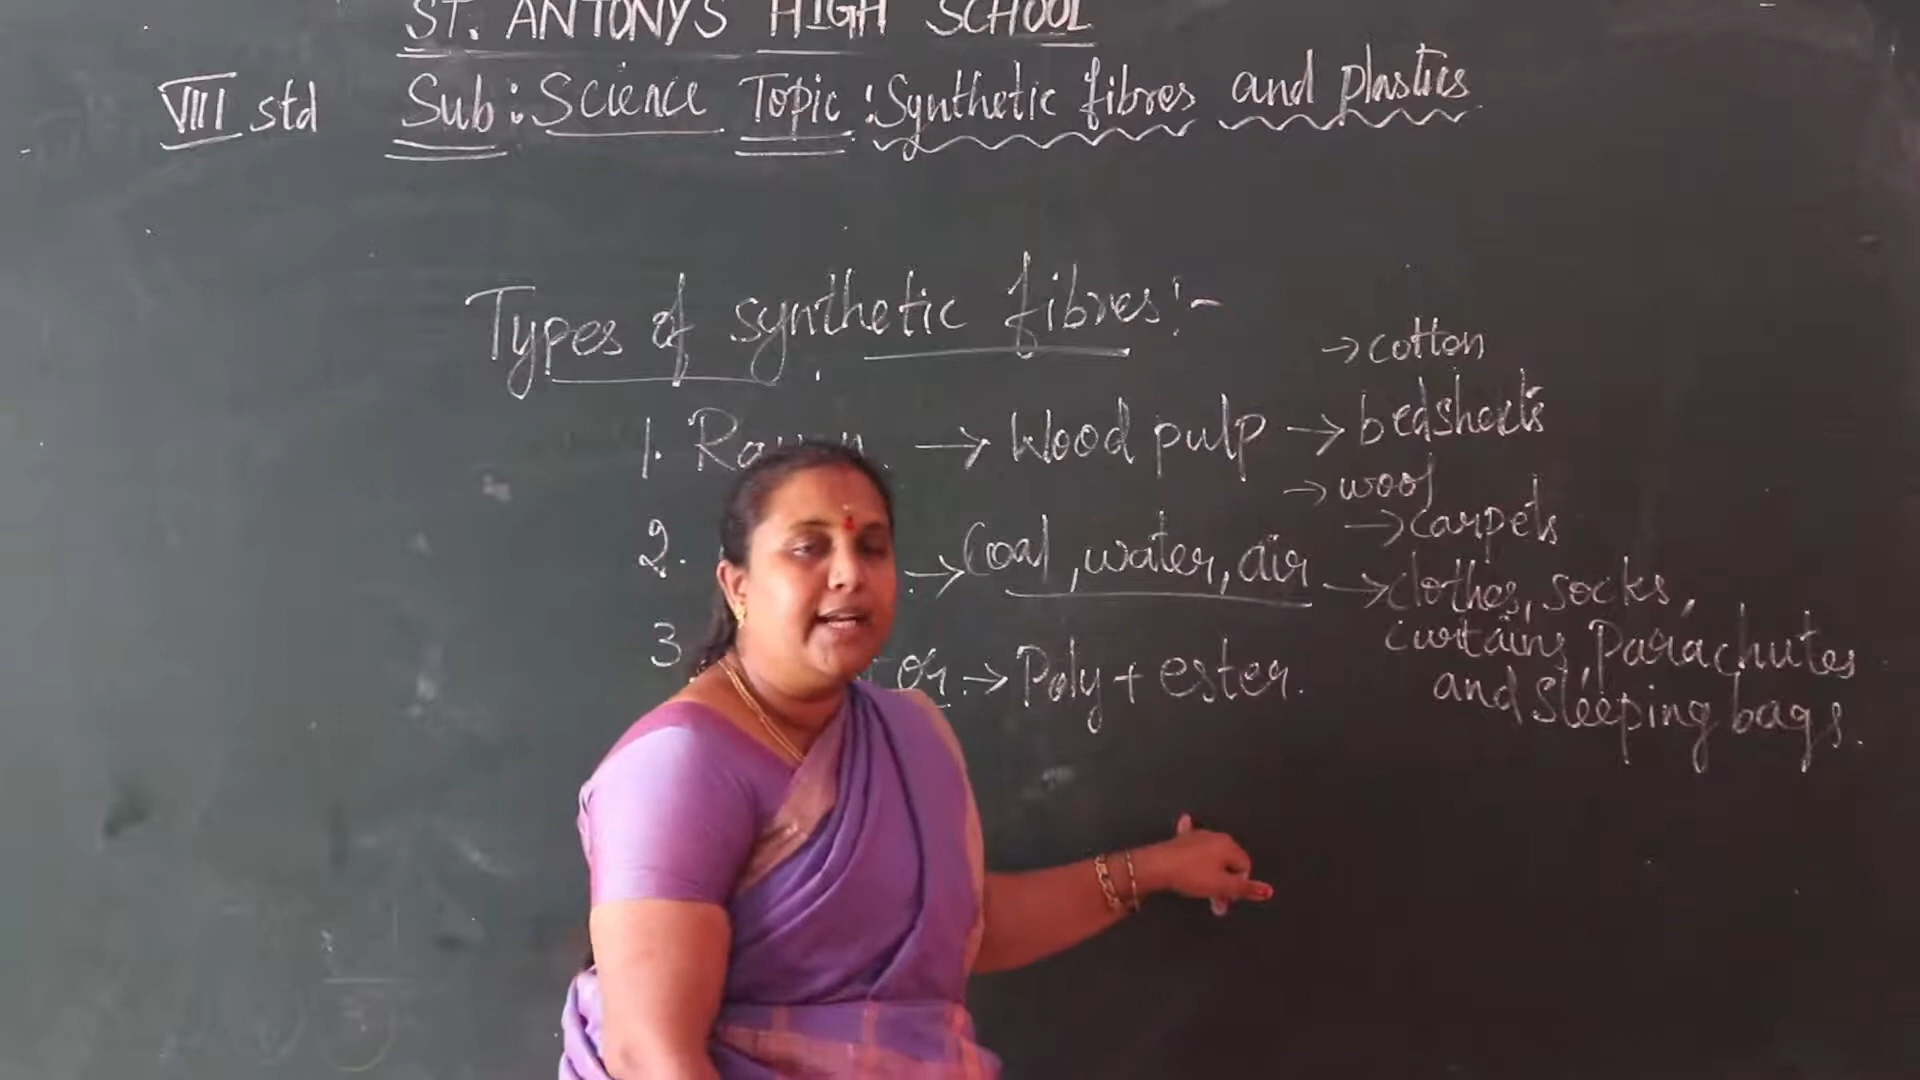 ST. ANTONYS HIGH SCHOOL
VIII std Sub: Science Topic: Synthetic fibres and plastics
Types of synthetic fibres:-
→ cotton
1. → Wood pulp → bedsheets
→ wool
→ carpets
2. → Coal, water, air → clothes, socks,
curtains, Parachutes
and Sleeping bags.
3 or → Poly + ester.